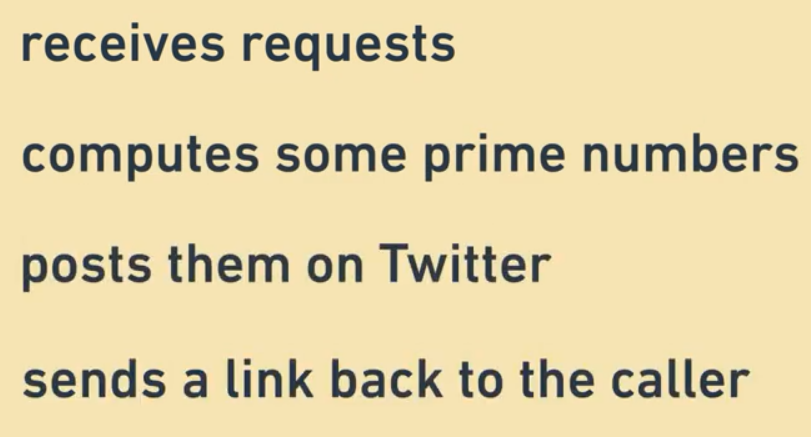 receives requests
computes some prime numbers
posts them on Twitter
sends a link back to the caller